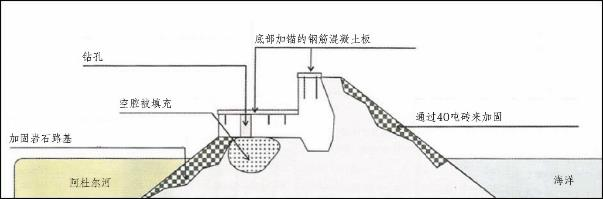 底部加锚的钢筋混凝土板
钻孔
空腔被填充
通过40吨砖来加固
加固岩石路基
阿杜尔河
海洋